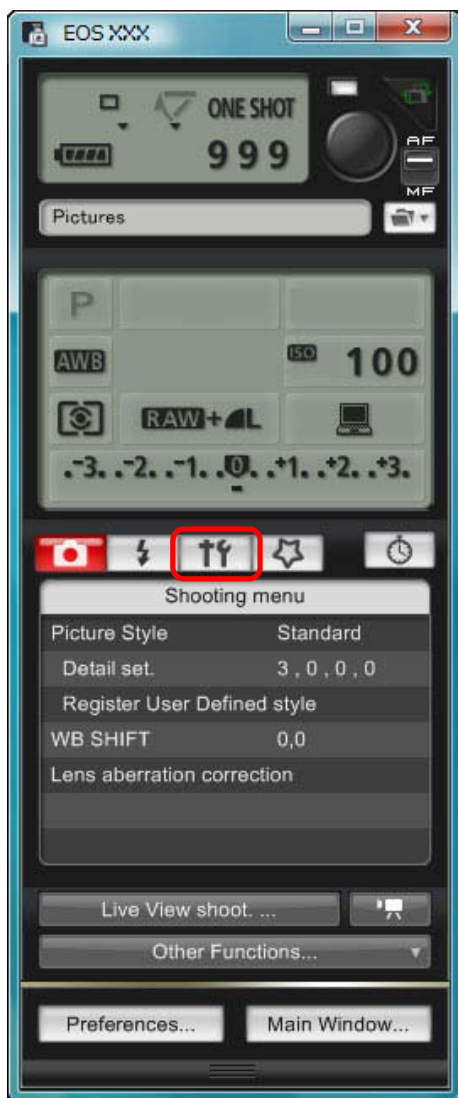 EOS XXX
ONE SHOT
999
AF
MF
Pictures
P
AWB
ISO 100
RAW+L
.-3. .-2. .-1. .0. .+1. .+2. .+3.
Shooting menu
Picture Style Standard
Detail set. 3 , 0 , 0 , 0
Register User Defined style
WB SHIFT 0,0
Lens aberration correction
Live View shoot. ...
Other Functions...
Preferences... Main Window...